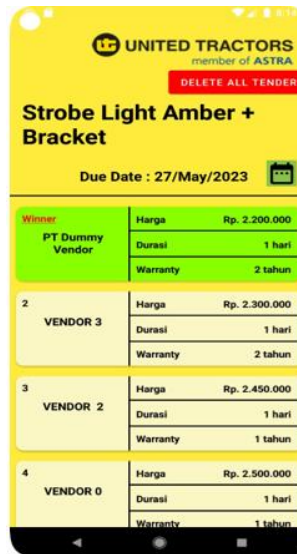 UNITED TRACTORS
member of ASTRA
DELETE ALL TENDER
Strobe Light Amber +
Bracket
Due Date : 27/May/2023
Winner
PT Dummy
Vendor
Harga Rp. 2.200.000
Durasi 1 hari
Warranty 2 tahun
2
VENDOR 3
Harga Rp. 2.300.000
Durasi 1 hari
Warranty 2 tahun
3
VENDOR 2
Harga Rp. 2.450.000
Durasi 1 hari
Warranty 1 tahun
4
VENDOR 0
Harga Rp. 2.500.000
Durasi 1 hari
Warranty 1 tahun